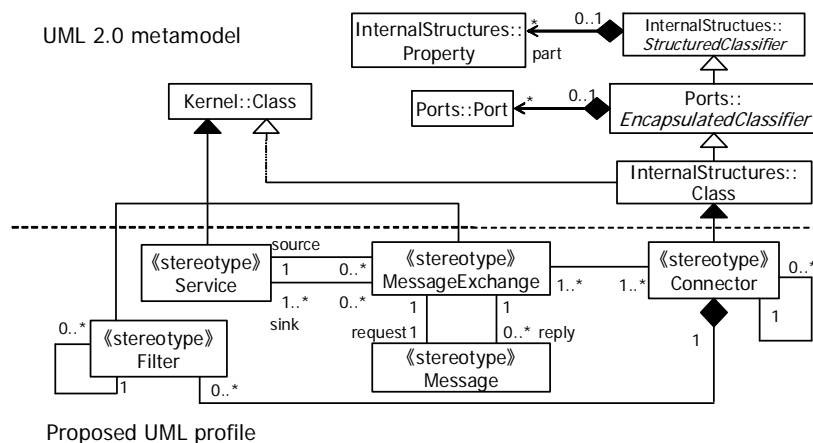 UML 2.0 metamodel
InternalStructures::
Property
*
part
0..1
InternalStructues::
StructuredClassifier
Kernel::Class
Ports::Port
*
0..1
Ports::
EncapsulatedClassifier
InternalStructures::
Class
《stereotype》
Service
source
1
0..*
1..*
0..*
sink
《stereotype》
MessageExchange
1..*
1..*
《stereotype》
Connector
0..*
1
1
1
1
request
1
0..*
reply
《stereotype》
Message
0..*
《stereotype》
Filter
1
0..*
1
Proposed UML profile